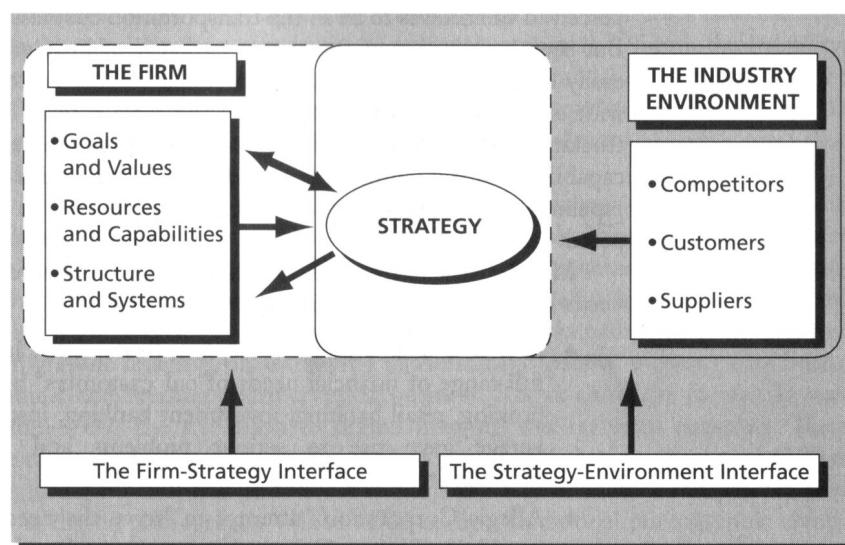 THE FIRM
• Goals
and Values
• Resources
and Capabilities
• Structure
and Systems
STRATEGY
THE INDUSTRY
ENVIRONMENT
• Competitors
• Customers
• Suppliers
The Firm-Strategy Interface
The Strategy-Environment Interface